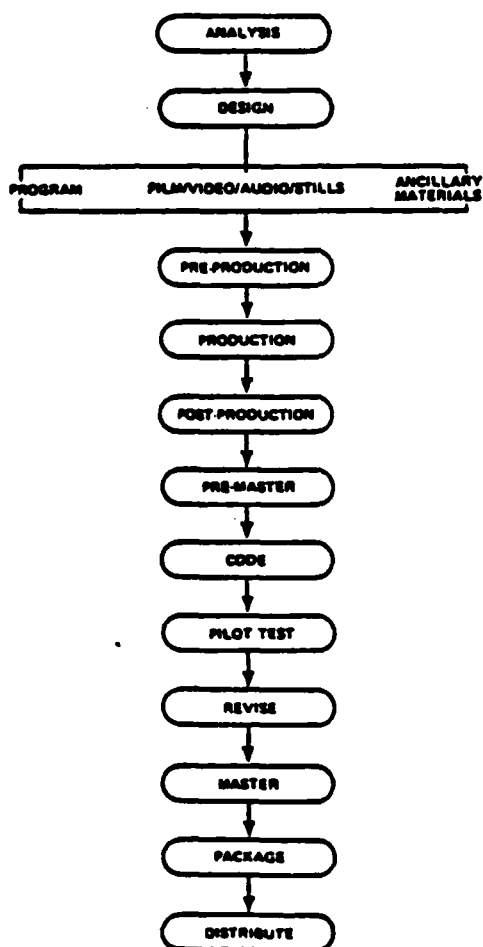 ANALYSIS
DESIGN
PROGRAM FILM/VIDEO/AUDIO/STILLS ANCILLARY
MATERIALS
PRE-PRODUCTION
PRODUCTION
POST-PRODUCTION
PRE-MASTER
CODE
PILOT TEST
REVISE
MASTER
PACKAGE
DISTRIBUTE